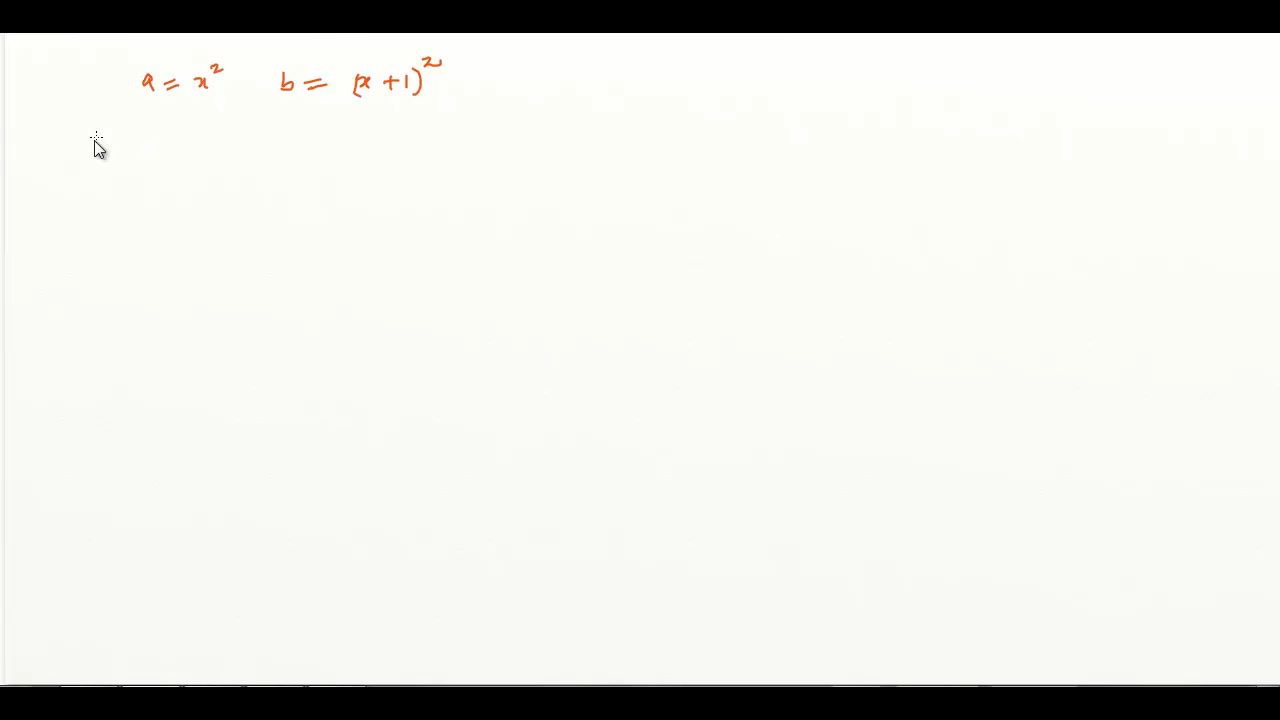 a = x² b = (x + 1)²